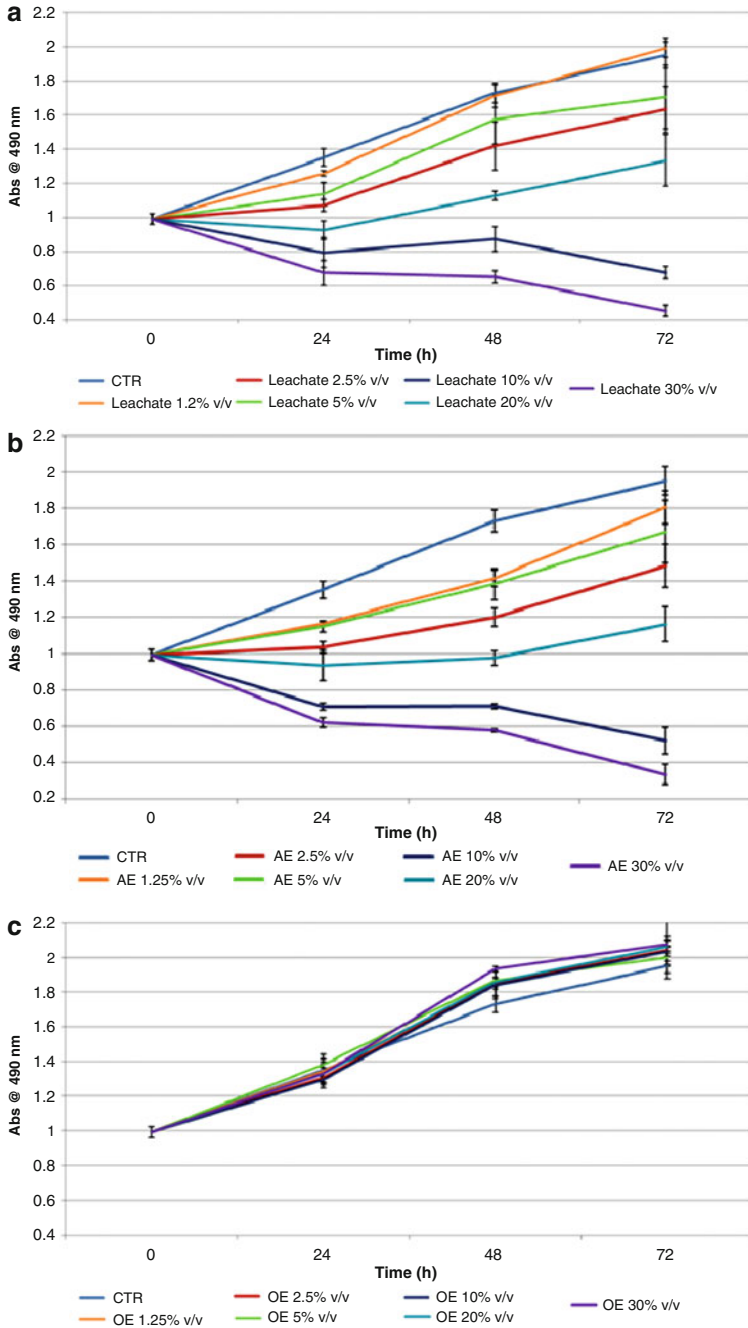 a
2.2
2
1.8
1.6
1.4
1.2
1
0.8
0.6
0.4
Abs @ 490 nm
0 24 48 72
Time (h)
CTR Leachate 2.5% v/v Leachate 10% v/v Leachate 30% v/v
Leachate 1.2% v/v Leachate 5% v/v Leachate 20% v/v
b
2.2
2
1.8
1.6
1.4
1.2
1
0.8
0.6
0.4
0.2
Abs @ 490 nm
0 24 48 72
Time (h)
CTR AE 2.5% v/v AE 10% v/v AE 30% v/v
AE 1.25% v/v AE 5% v/v AE 20% v/v
c
2.2
2
1.8
1.6
1.4
1.2
1
0.8
0.6
0.4
Abs @ 490 nm
0 24 48 72
Time (h)
CTR OE 2.5% v/v OE 10% v/v OE 30% v/v
OE 1.25% v/v OE 5% v/v OE 20% v/v